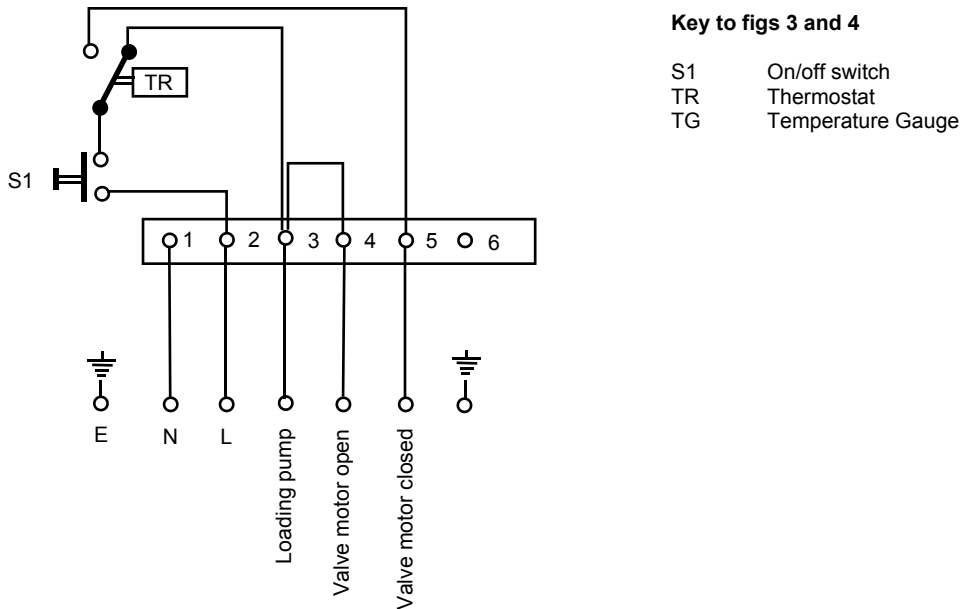 Key to figs 3 and 4
S1 On/off switch
TR Thermostat
TG Temperature Gauge
TR
S1
1 2 3 4 5 6
E N L Loading pump Valve motor open Valve motor closed